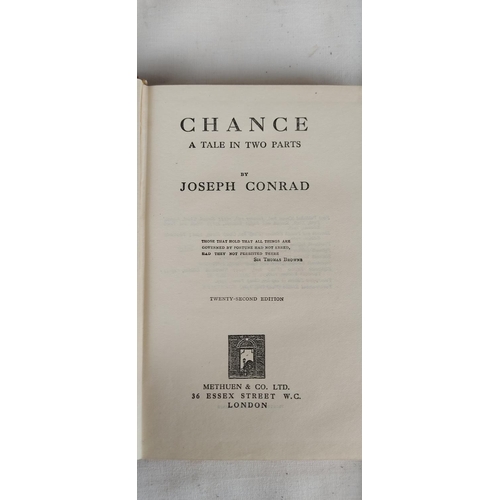 CHANCE
A TALE IN TWO PARTS
BY
JOSEPH CONRAD
THOSE THAT HOLD THAT ALL THINGS ARE
GOVERNED BY FORTUNE HAD NOT ERRED,
HAD THEY NOT PERSISTED THERE
SIR THOMAS BROWNE
TWENTY-SECOND EDITION
METHUEN & CO. LTD.
36 ESSEX STREET W.C.
LONDON